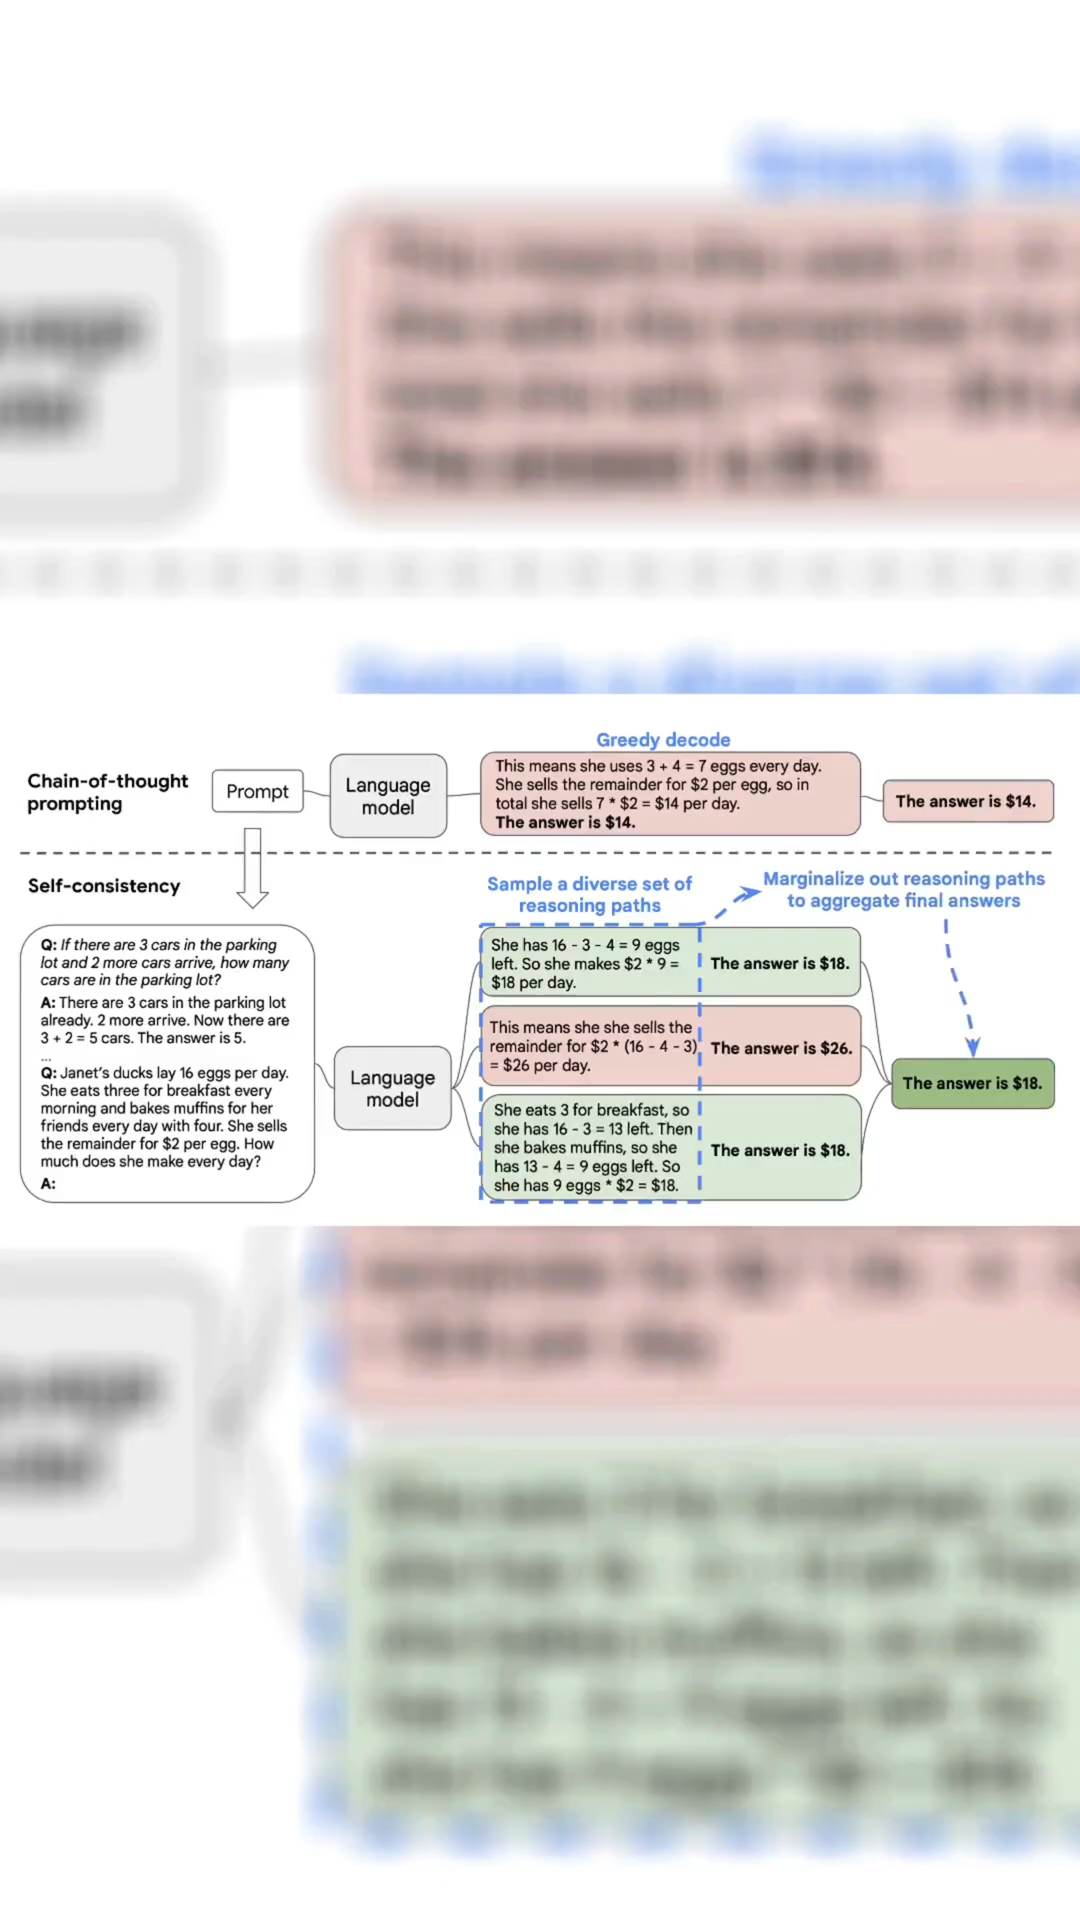 Greedy decode
Chain-of-thought
prompting
Prompt
Language
model
This means she uses 3 + 4 = 7 eggs every day.
She sells the remainder for $2 per egg, so in
total she sells 7 * $2 = $14 per day.
The answer is $14.
The answer is $14.
Self-consistency
Sample a diverse set of
reasoning paths
Marginalize out reasoning paths
to aggregate final answers
Q: If there are 3 cars in the parking
lot and 2 more cars arrive, how many
cars are in the parking lot?
A: There are 3 cars in the parking lot
already. 2 more arrive. Now there are
3 + 2 = 5 cars. The answer is 5.
...
Q: Janet's ducks lay 16 eggs per day.
She eats three for breakfast every
morning and bakes muffins for her
friends every day with four. She sells
the remainder for $2 per egg. How
much does she make every day?
A:
Language
model
She has 16 - 3 - 4 = 9 eggs
left. So she makes $2 * 9 =
$18 per day.
The answer is $18.
This means she she sells the
remainder for $2 * (16 - 4 - 3)
= $26 per day.
The answer is $26.
She eats 3 for breakfast, so
she has 16 - 3 = 13 left. Then
she bakes muffins, so she
has 13 - 4 = 9 eggs left. So
she has 9 eggs * $2 = $18.
The answer is $18.
The answer is $18.